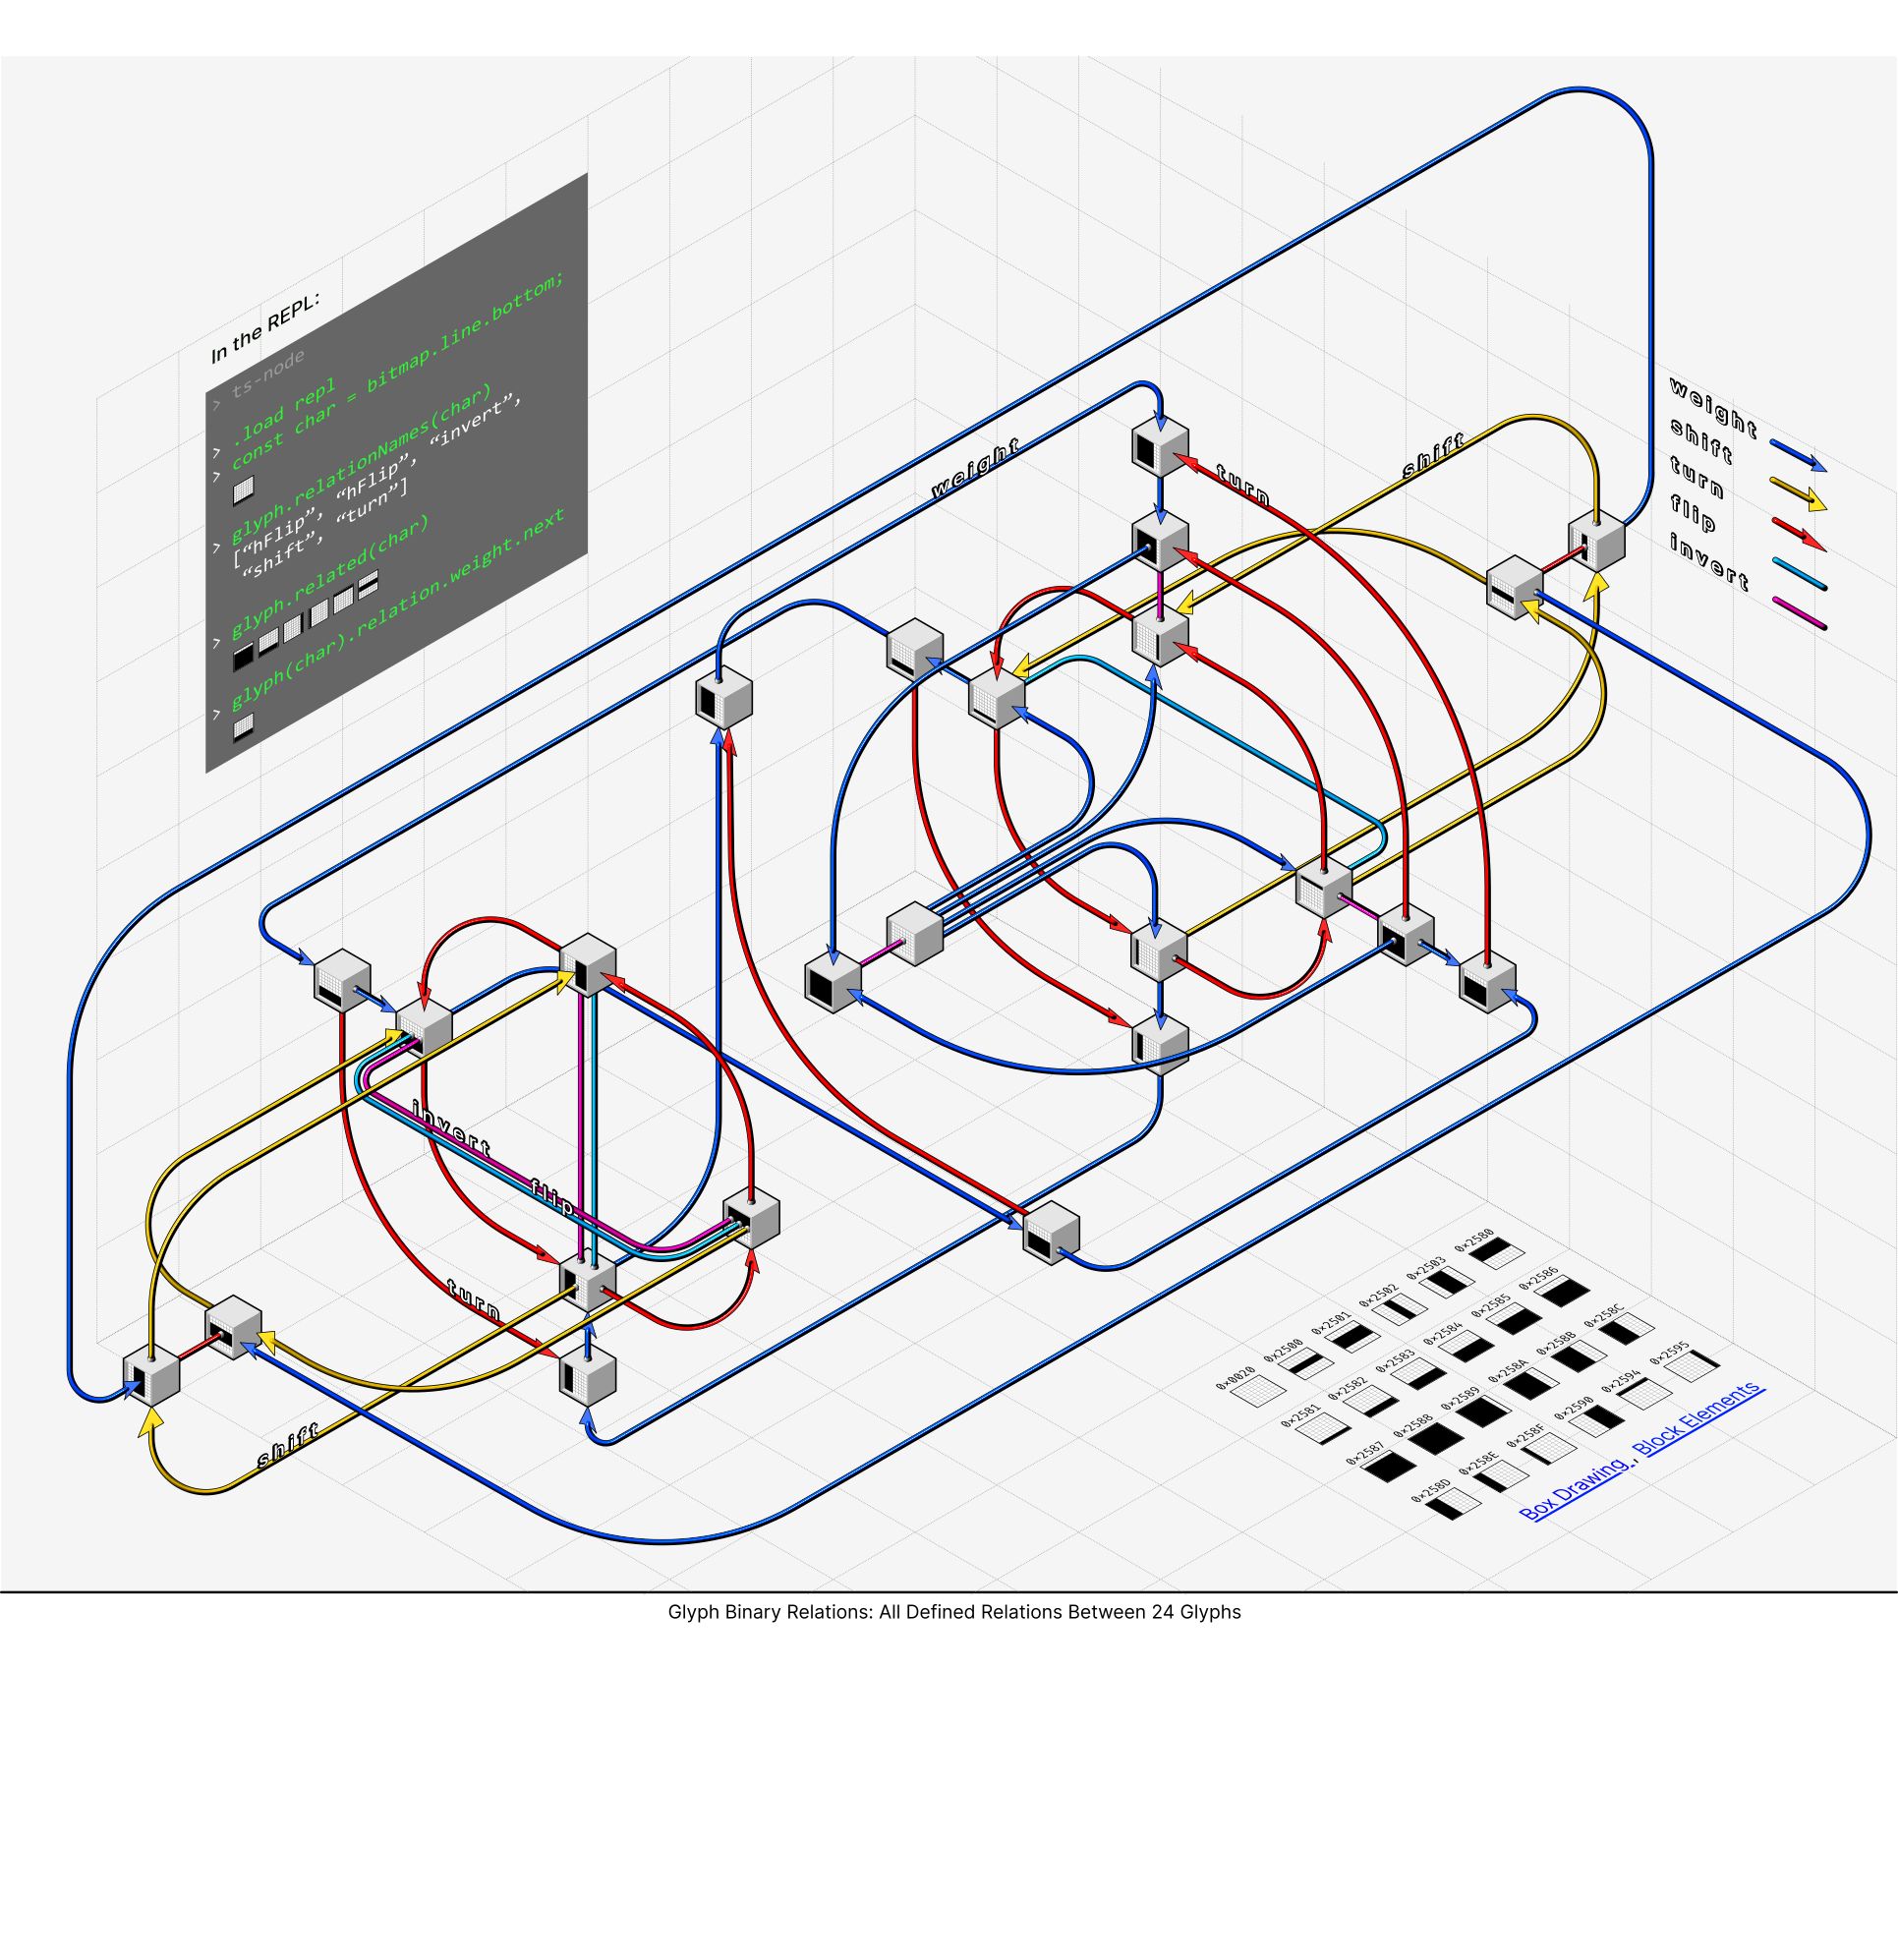 In the REPL:
> ts-node
> .load repl
> const char = bitmap.line.bottom;
> glyph.relationNames(char)
[“hFlip”, “hFlip”, “invert”,
“shift”, “turn”]
> glyph.related(char)
> glyph(char).relation.weight.next
weight
shift
turn
flip
invert
weight
shift
turn
invert
flip
turn
shift
0×0020 0×2500 0×2501 0×2502 0×2503 0×2580
0×2581 0×2582 0×2583 0×2584 0×2585 0×2586
0×2587 0×2588 0×2589 0×258A 0×258B 0×258C
0×258D 0×258E 0×258F 0×2590 0×2594 0×2595
Box Drawing, Block Elements
Glyph Binary Relations: All Defined Relations Between 24 Glyphs